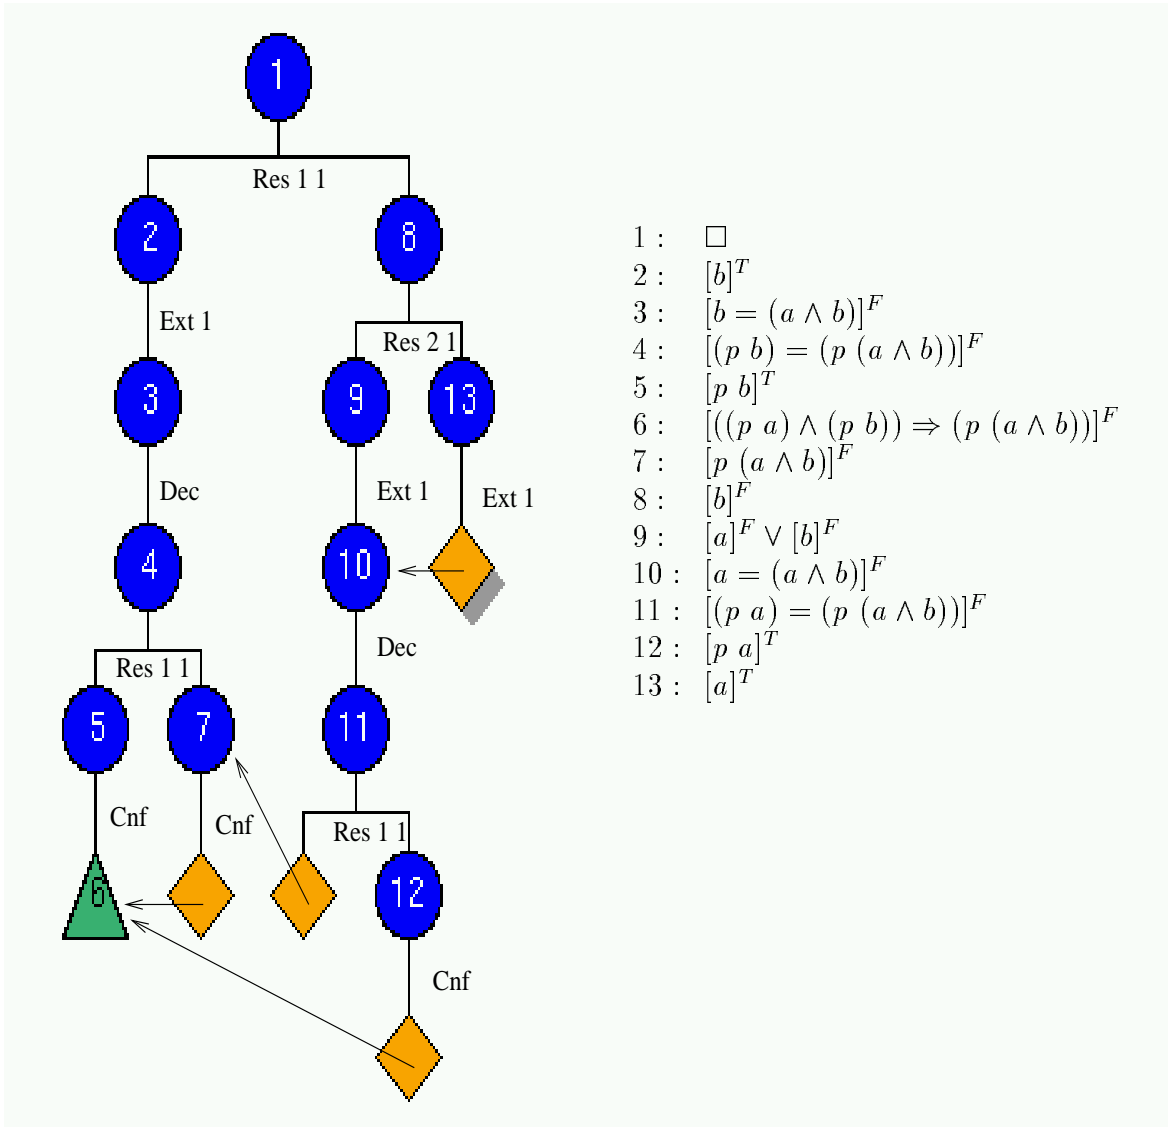 1
Res 1 1
2
8
Ext 1
Res 2 1
3
9
13
Dec
Ext 1
Ext 1
4
10
Res 1 1
Dec
5
7
11
Cnf
Cnf
Res 1 1
6
12
Cnf
1 : □
2 : [b]^T
3 : [b = (a ∧ b)]^F
4 : [(p b) = (p (a ∧ b))]^F
5 : [p b]^T
6 : [((p a) ∧ (p b)) ⇒ (p (a ∧ b))]^F
7 : [p (a ∧ b)]^F
8 : [b]^F
9 : [a]^F ∨ [b]^F
10 : [a = (a ∧ b)]^F
11 : [(p a) = (p (a ∧ b))]^F
12 : [p a]^T
13 : [a]^T